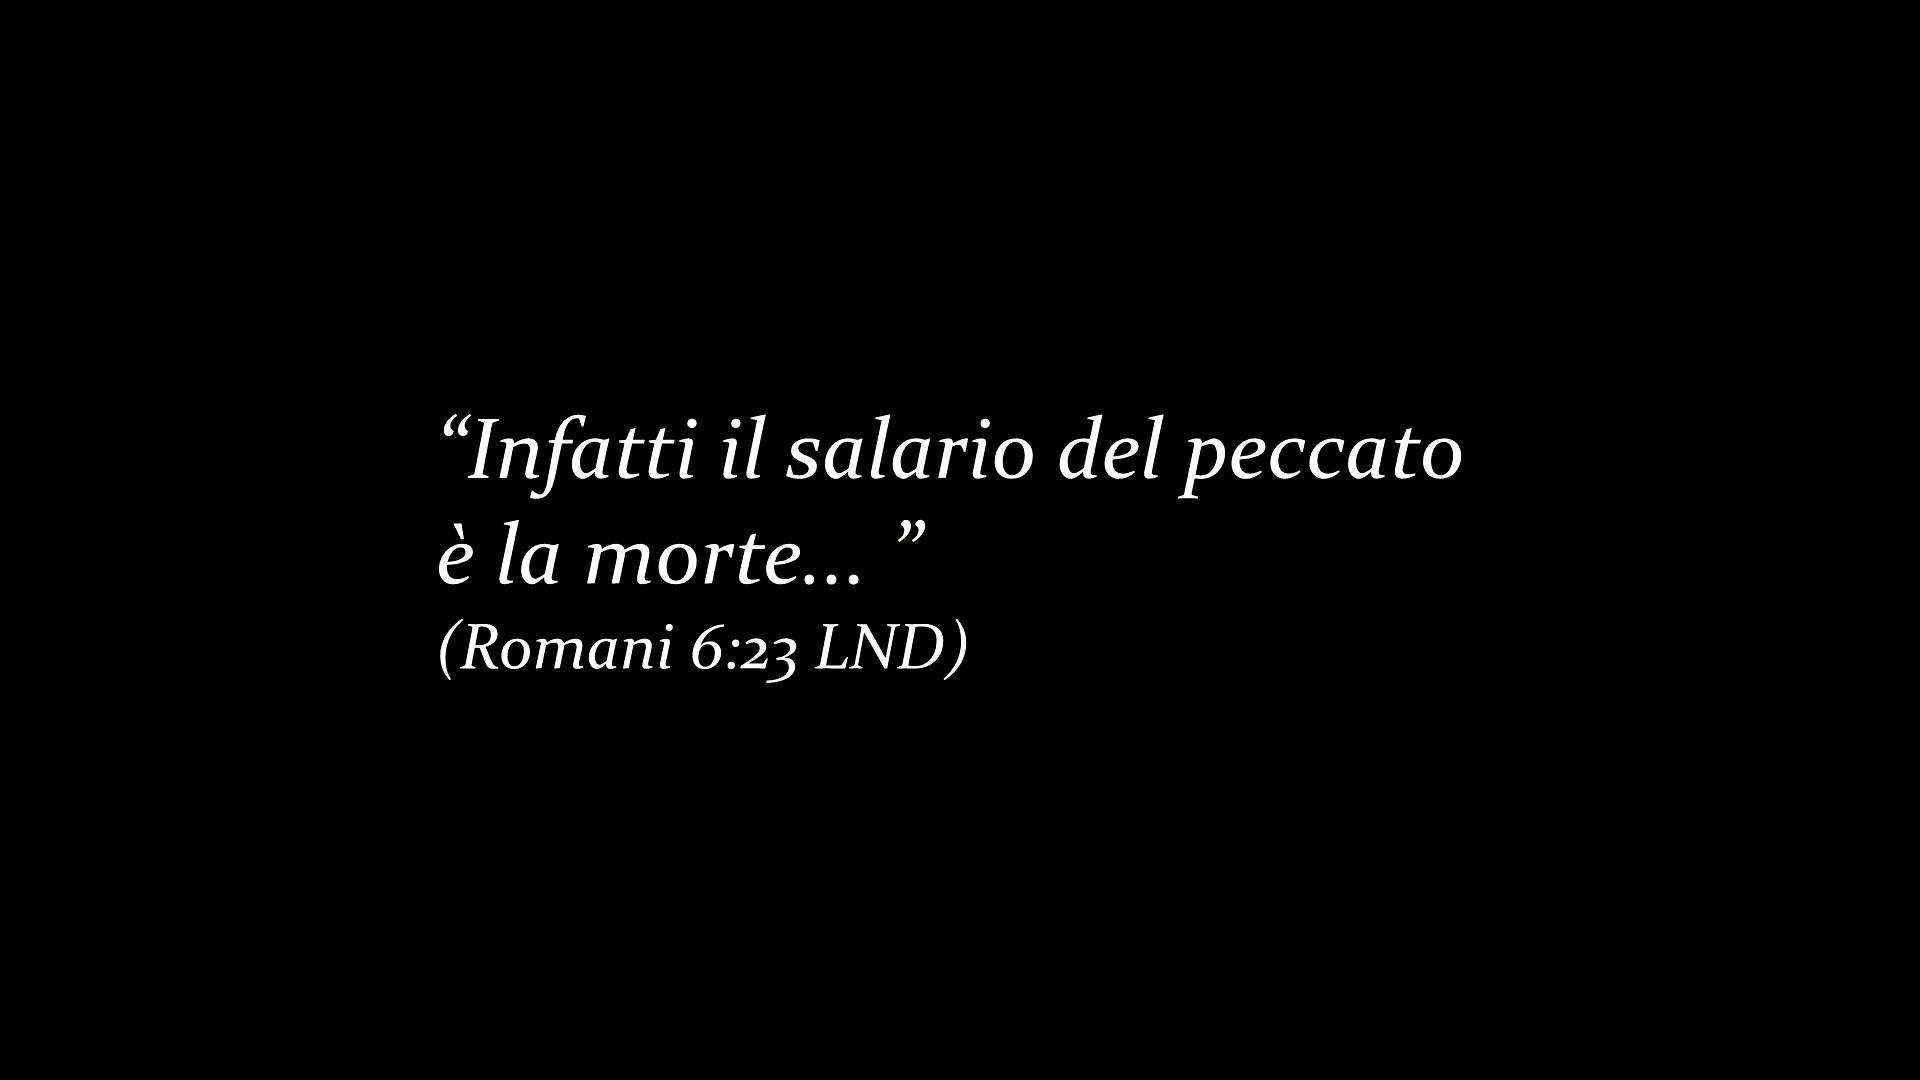 “Infatti il salario del peccato
è la morte... ”
(Romani 6:23 LND)